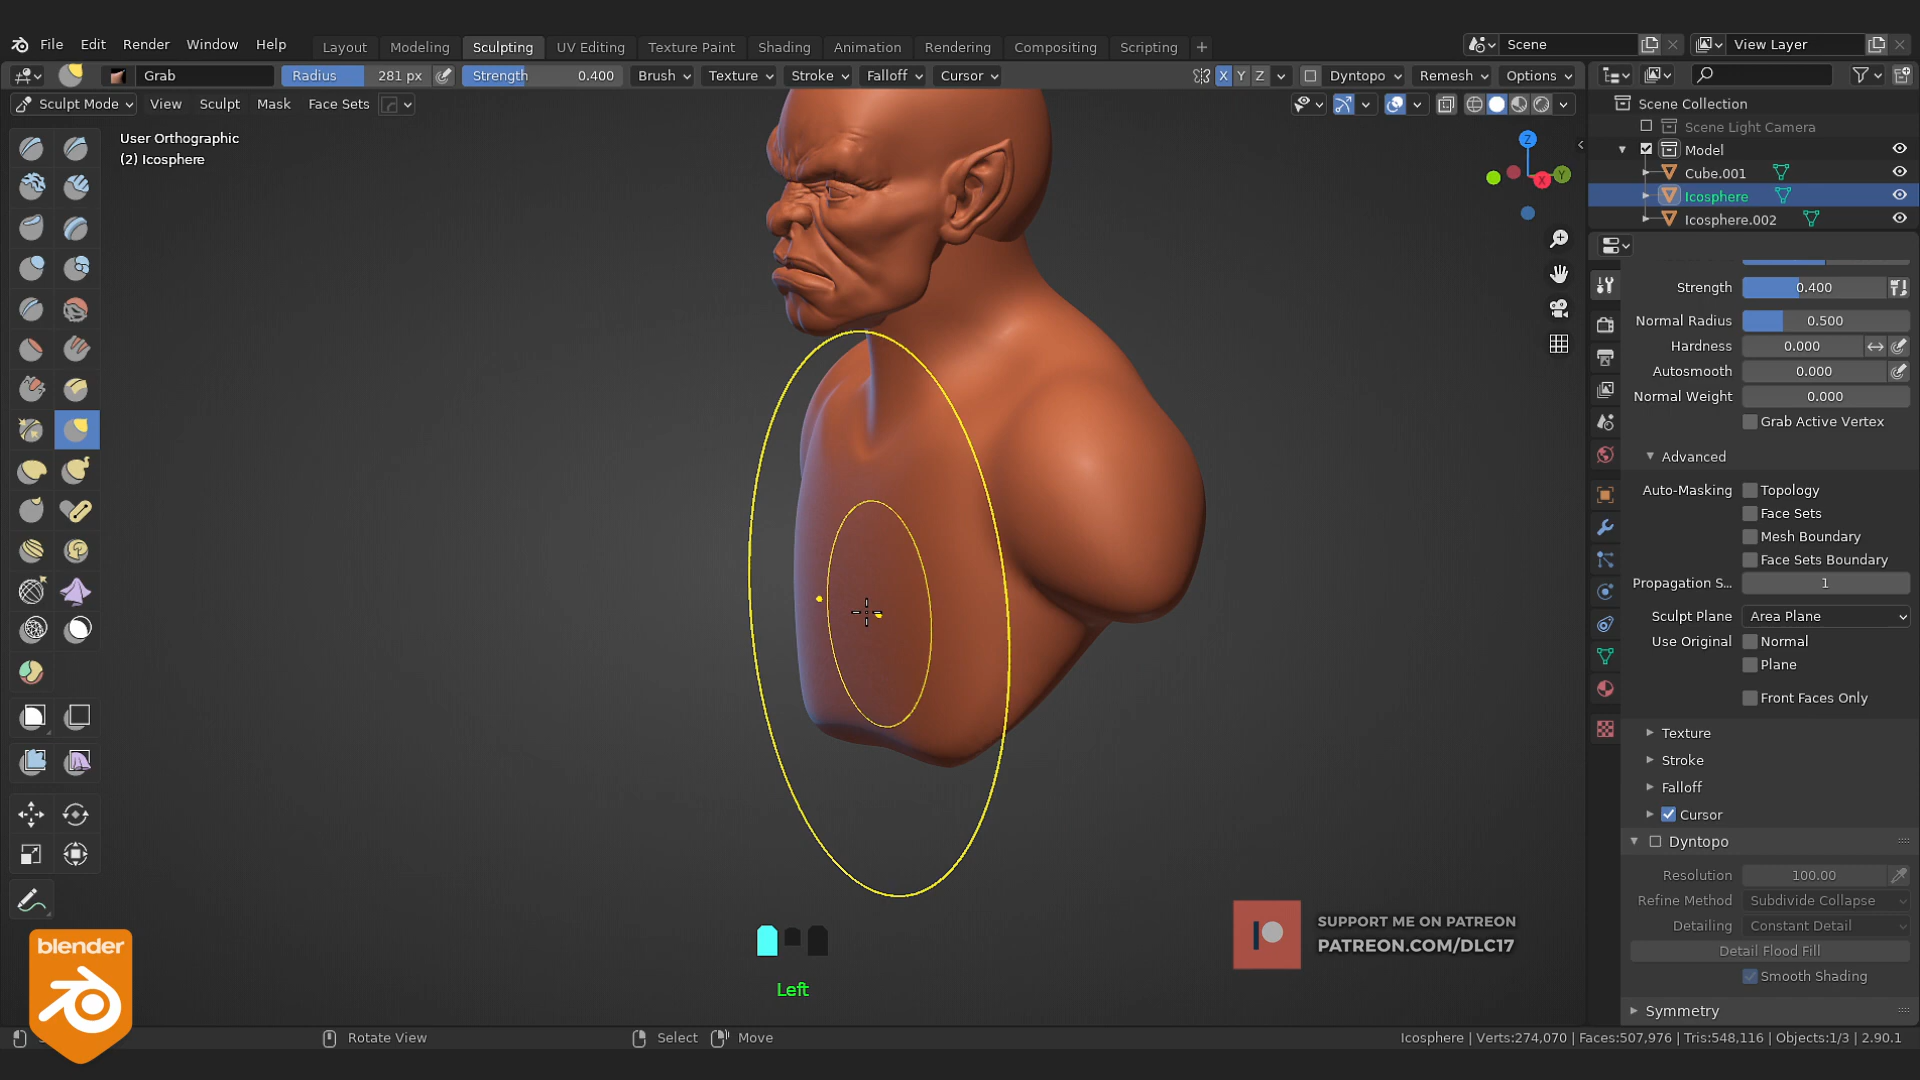 File Edit Render Window Help
Layout Modeling Sculpting UV Editing Texture Paint Shading Animation Rendering Compositing Scripting +
Scene
View Layer
Grab
Radius 281 px
Strength 0.400
Brush Texture Stroke Falloff Cursor
X Y Z
Dyntopo Remesh Options
Sculpt Mode View Sculpt Mask Face Sets
User Orthographic
(2) Icosphere
Z
X
Y
Scene Collection
Scene Light Camera
Model
Cube.001
Icosphere
Icosphere.002
Strength 0.400
Normal Radius 0.500
Hardness 0.000
Autosmooth 0.000
Normal Weight 0.000
Grab Active Vertex
Advanced
Auto-Masking Topology
Face Sets
Mesh Boundary
Face Sets Boundary
Propagation S... 1
Sculpt Plane Area Plane
Use Original Normal
Plane
Front Faces Only
Texture
Stroke
Falloff
Cursor
Dyntopo
Resolution 100.00
Refine Method Subdivide Collapse
Detailing Constant Detail
Detail Flood Fill
Smooth Shading
Symmetry
SUPPORT ME ON PATREON
PATREON.COM/DLC17
Left
blender
Rotate View
Select
Move
Icosphere | Verts:274,070 | Faces:507,976 | Tris:548,116 | Objects:1/3 | 2.90.1